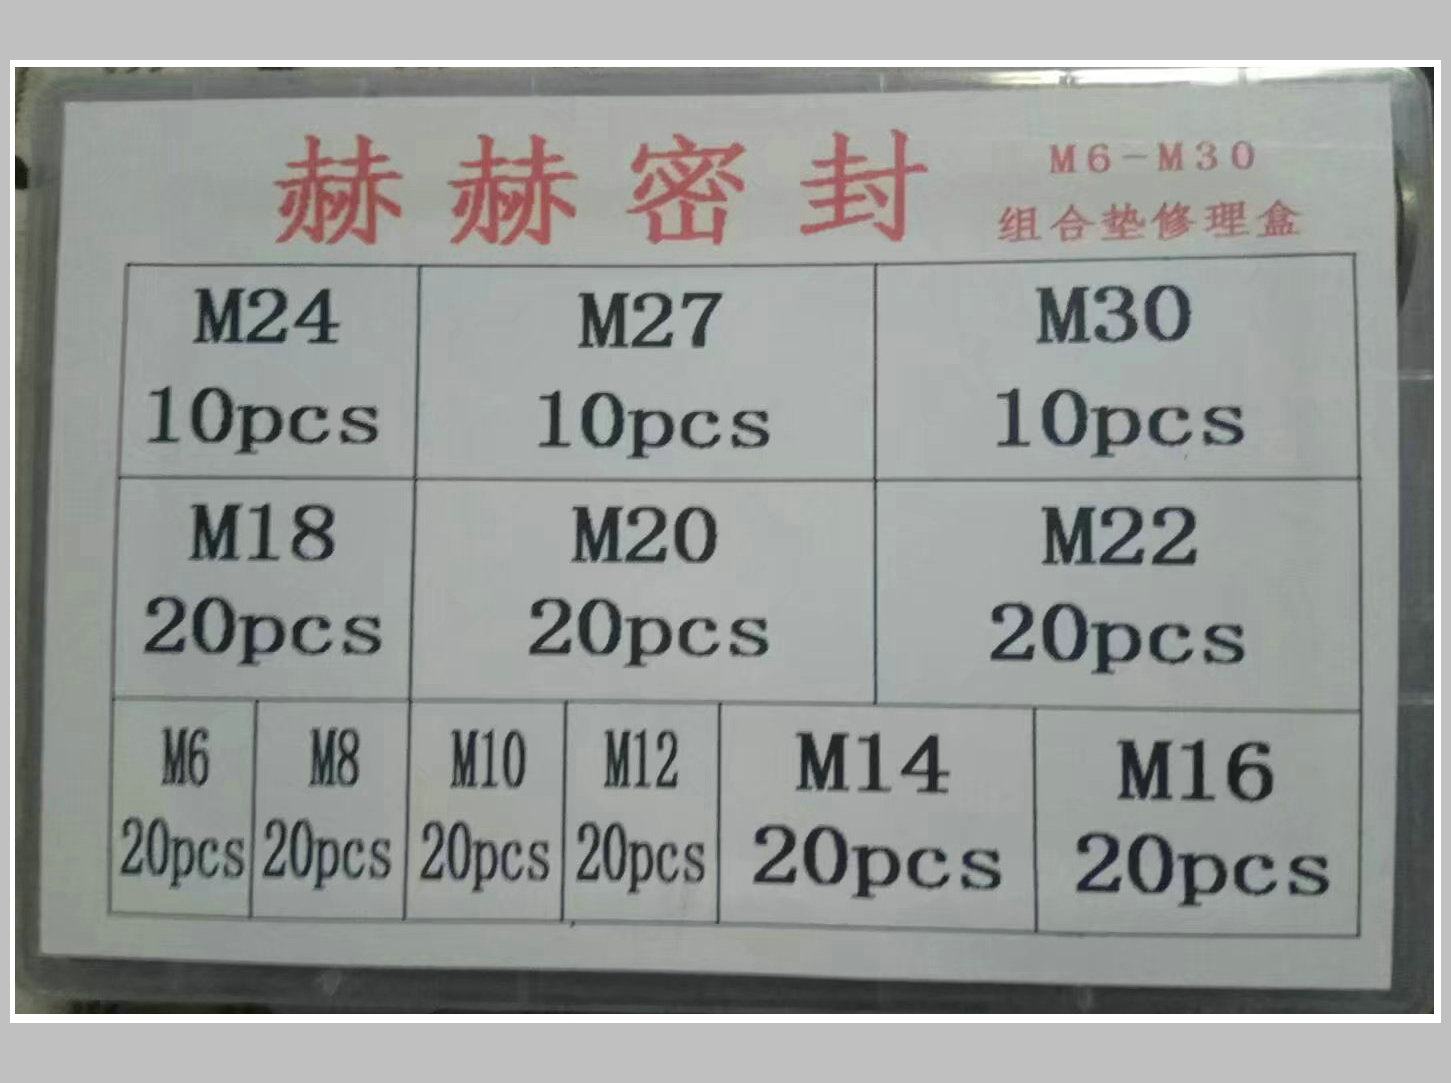 赫赫密封
M6-M30
组合垫修理盒
M24 M27 M30
10pcs 10pcs 10pcs
M18 M20 M22
20pcs 20pcs 20pcs
M6 M8 M10 M12 M14 M16
20pcs 20pcs 20pcs 20pcs 20pcs 20pcs